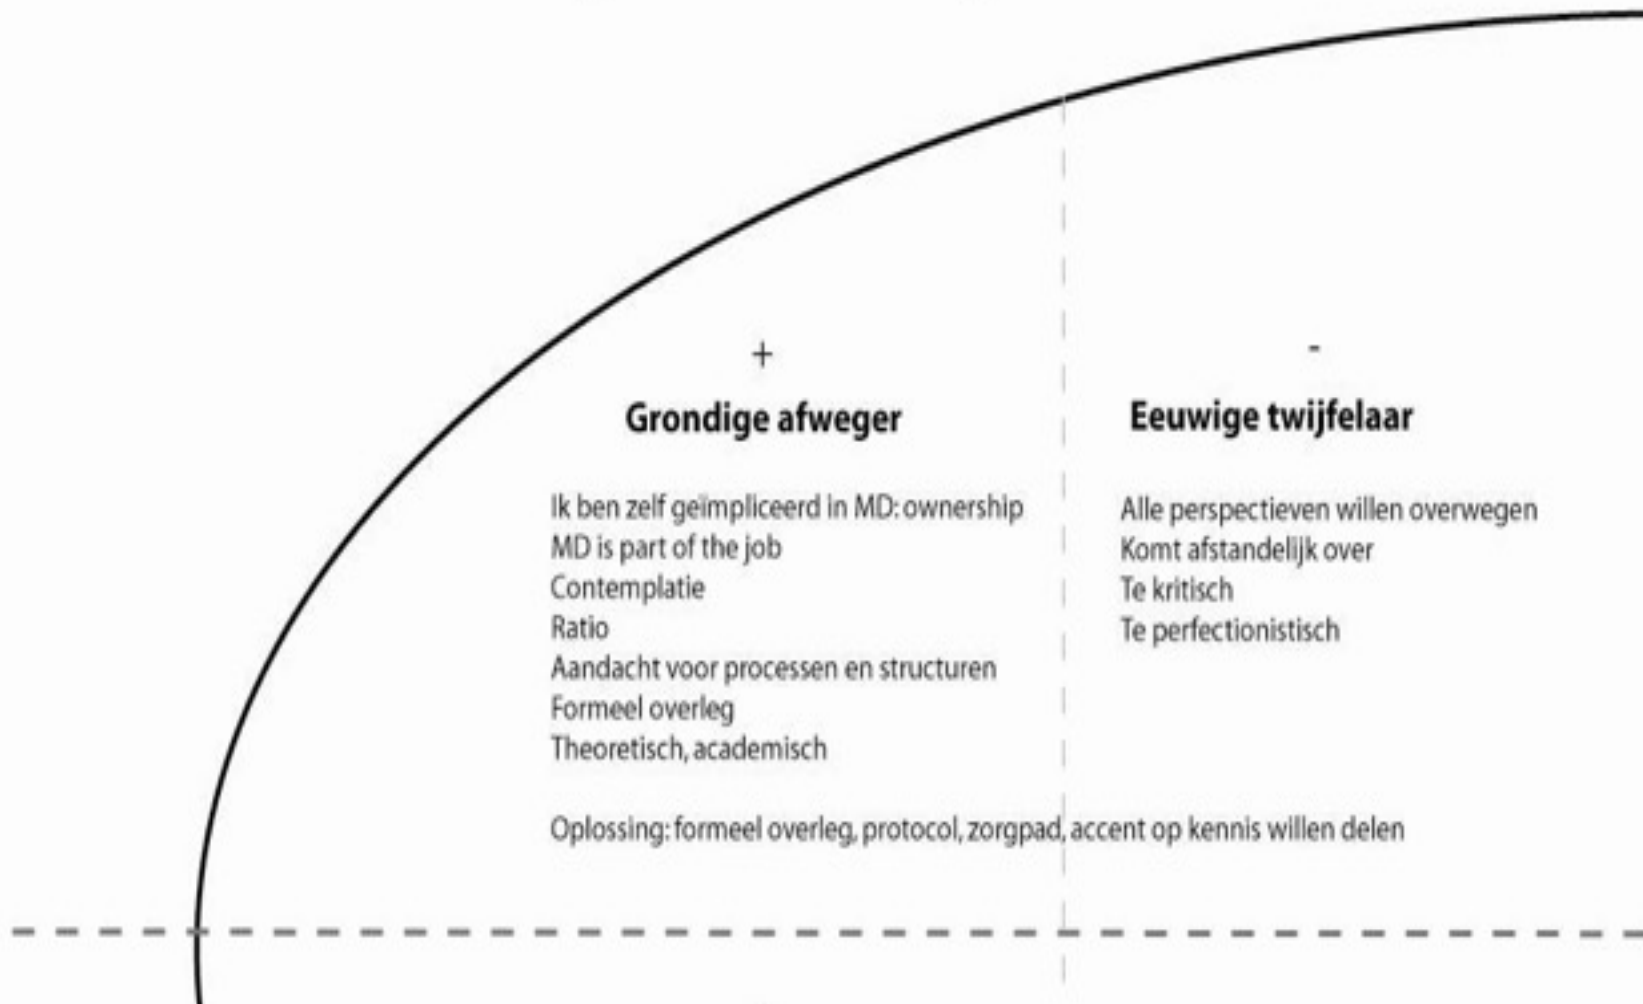 +
Grondige afweger
Ik ben zelf geïmpliceerd in MD: ownership
MD is part of the job
Contemplatie
Ratio
Aandacht voor processen en structuren
Formeel overleg
Theoretisch, academisch
-
Eeuwige twijfelaar
Alle perspectieven willen overwegen
Komt afstandelijk over
Te kritisch
Te perfectionistisch
Oplossing: formeel overleg, protocol, zorgpad, accent op kennis willen delen